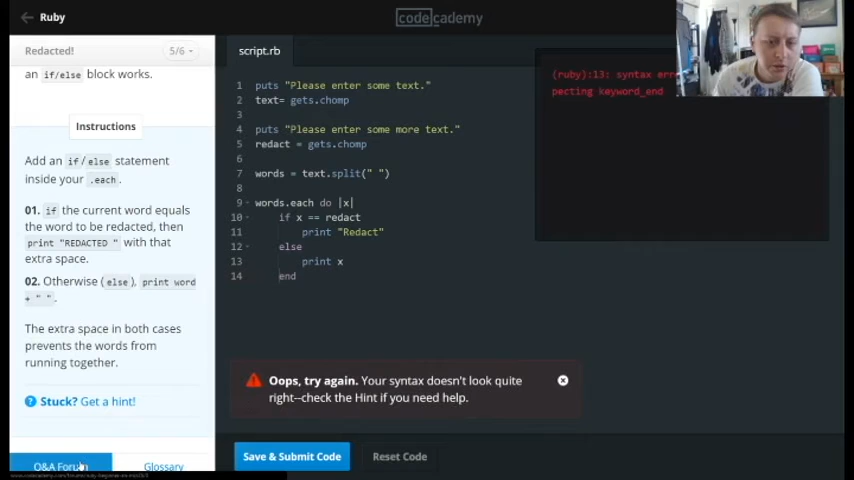 Ruby
codecademy
Redacted!
5/6
an if/else block works.
Instructions
Add an if/else statement
inside your .each.
01. if the current word equals
the word to be redacted, then
print "REDACTED " with that
extra space.
02. Otherwise (else), print word
+ " ".
The extra space in both cases
prevents the words from
running together.
Stuck? Get a hint!
Q&A Forum
Glossary
script.rb
1 puts "Please enter some text."
2 text= gets.chomp
3
4 puts "Please enter some more text."
5 redact = gets.chomp
6
7 words = text.split(" ")
8
9 words.each do |x|
10 if x == redact
11 print "Redact"
12 else
13 print x
14 end
(ruby):13: syntax
pecting keyword_end
Oops, try again. Your syntax doesn't look quite
right--check the Hint if you need help.
Save & Submit Code
Reset Code